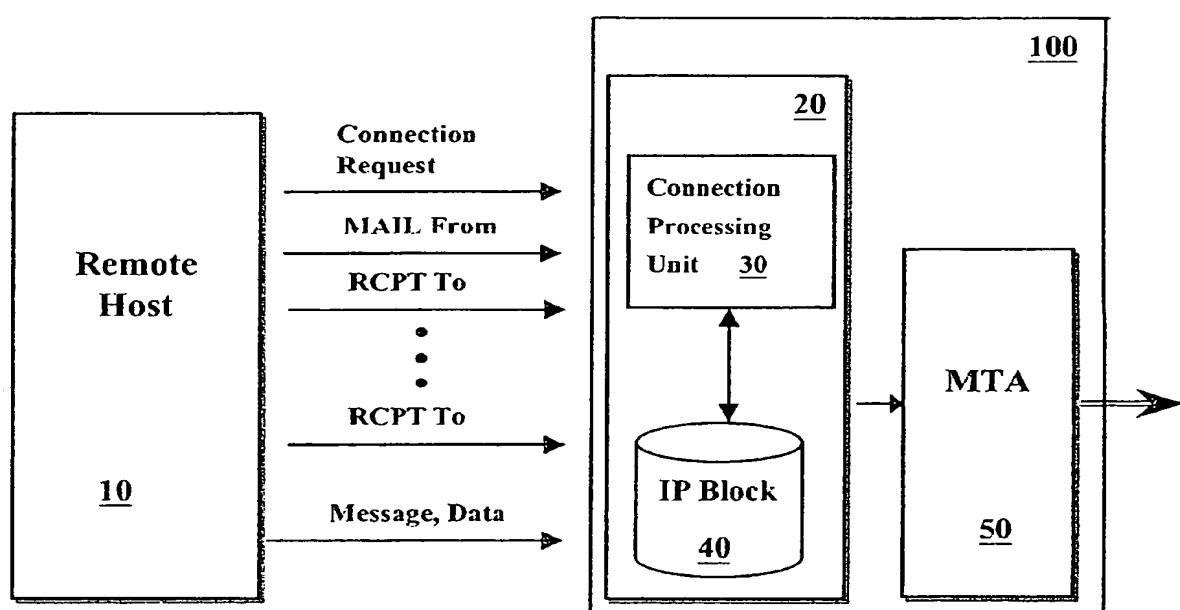 Remote
Host
10
Connection
Request
MAIL From
RCPT To
RCPT To
Message, Data
100
20
Connection
Processing
Unit 30
IP Block
40
MTA
50